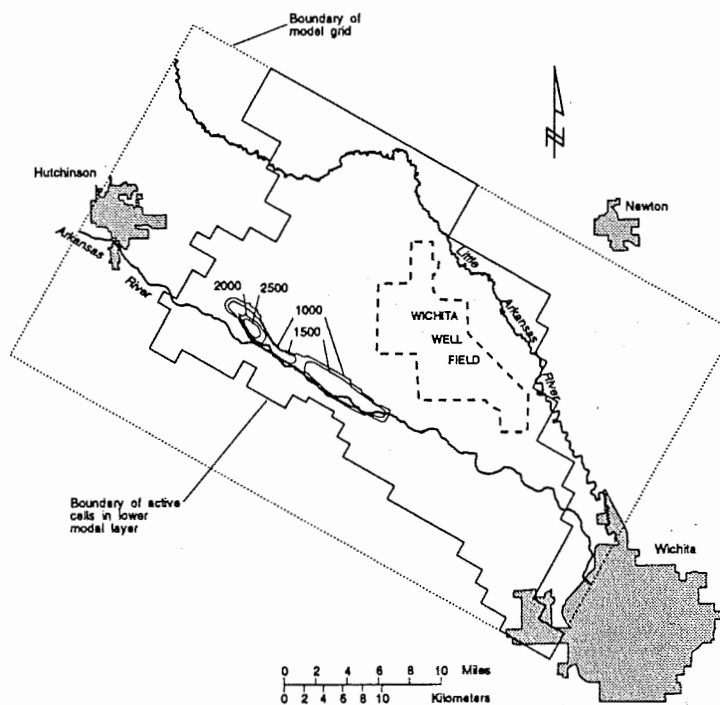 Boundary of
model grid
Hutchinson
Newton
Arkansas
River
Little
Arkansas
River
2000
2500
1000
1500
WICHITA
WELL
FIELD
Boundary of active
cells in lower
model layer
Wichita
0 2 4 6 8 10 Miles
0 2 4 6 8 10 Kilometers
N